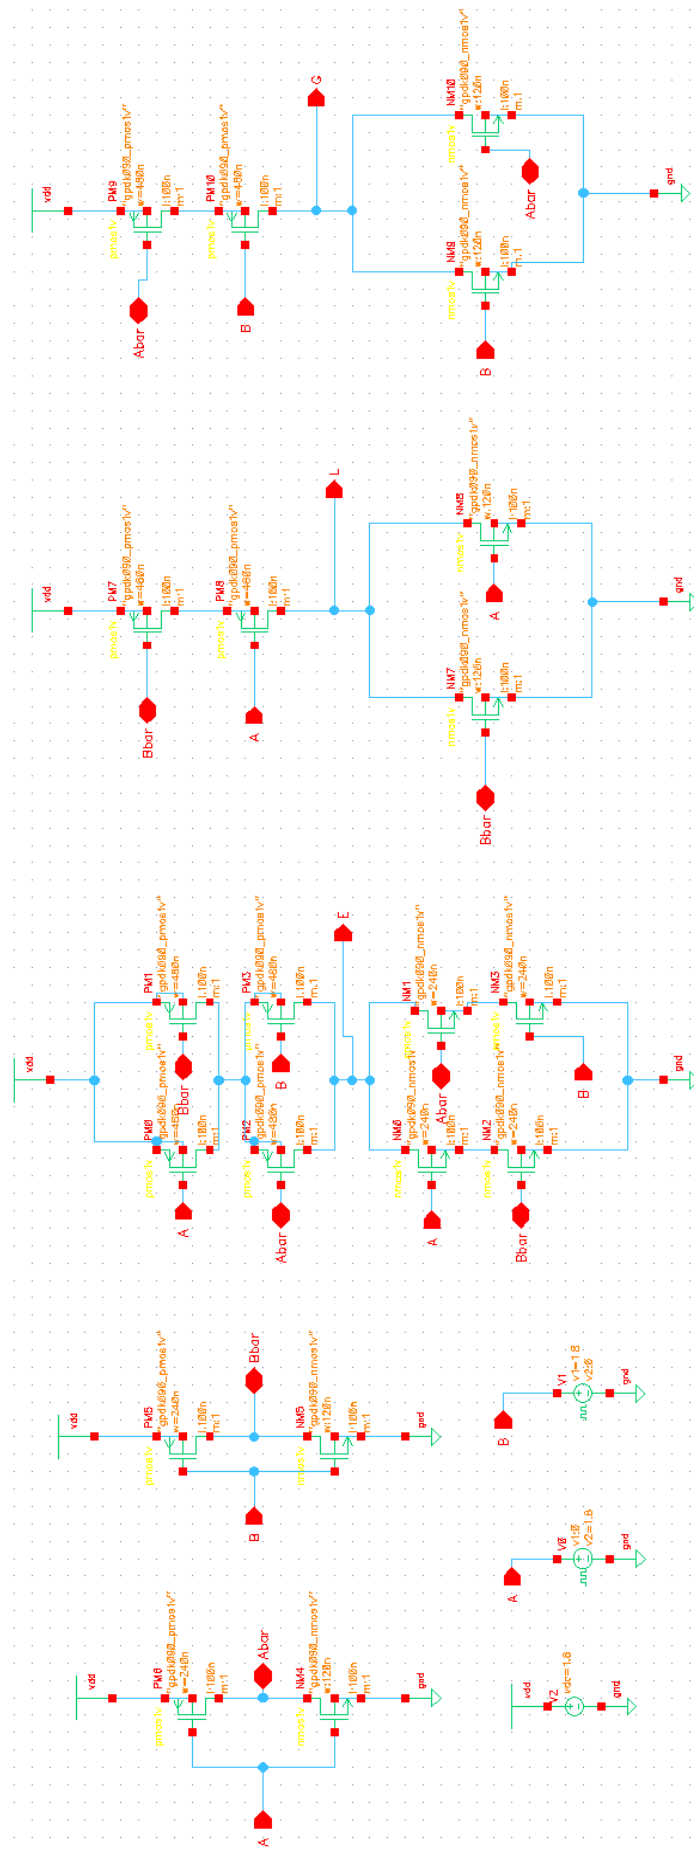 vdd
PM9
"gpdk090_pmos1v"
w=480n
l:100n
m:1
pmos1v
Abar
PM10
"gpdk090_pmos1v"
w=480n
l:100n
m:1
pmos1v
B
G
NM10
"gpdk090_nmos1v"
w:120n
l:100n
m:1
nmos1v
Abar
NM9
"gpdk090_nmos1v"
w:120n
l:100n
m:1
nmos1v
B
gnd
vdd
PM7
"gpdk090_pmos1v"
w=480n
l:100n
m:1
pmos1v
Bbar
PM8
"gpdk090_pmos1v"
w=480n
l:100n
m:1
pmos1v
A
L
NM8
"gpdk090_nmos1v"
w:120n
l:100n
m:1
nmos1v
A
NM7
"gpdk090_nmos1v"
w:120n
l:100n
m:1
nmos1v
Bbar
gnd
vdd
PM1
"gpdk090_pmos1v"
w=480n
l:100n
m:1
pmos1v
Bbar
PM0
"gpdk090_pmos1v"
w=480n
l:100n
m:1
pmos1v
A
PM3
"gpdk090_pmos1v"
w=480n
l:100n
m:1
pmos1v
B
PM2
"gpdk090_pmos1v"
w=480n
l:100n
m:1
pmos1v
Abar
E
NM1
"gpdk090_nmos1v"
w=240n
l:100n
m:1
nmos1v
Abar
NM0
"gpdk090_nmos1v"
w=240n
l:100n
m:1
nmos1v
A
NM3
"gpdk090_nmos1v"
w=240n
l:100n
m:1
nmos1v
B
NM2
"gpdk090_nmos1v"
w=240n
l:100n
m:1
nmos1v
Bbar
gnd
vdd
PM5
"gpdk090_pmos1v"
w=240n
l:100n
m:1
pmos1v
Bbar
B
NM5
"gpdk090_nmos1v"
w:120n
l:100n
m:1
nmos1v
gnd
B
V1
v1=1.8
v2:0
gnd
A
V0
v1:0
v2=1.8
gnd
vdd
PM6
"gpdk090_pmos1v"
w=240n
l:100n
m:1
pmos1v
Abar
A
NM4
"gpdk090_nmos1v"
w:120n
l:100n
m:1
nmos1v
gnd
vdd
V2
vdc=1.8
gnd